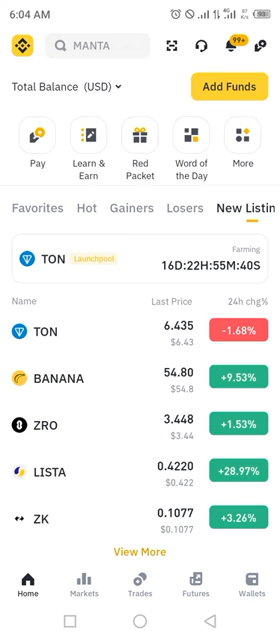 6:04 AM
4G
MANTA
99+
Total Balance (USD)
Add Funds
Pay
Learn &
Earn
Red
Packet
Word of
the Day
More
Favorites Hot Gainers Losers New Listin
TON Launchpool
Farming
16D:22H:55M:40S
Name Last Price 24h chg%
TON 6.435 -1.68%
$6.43
BANANA 54.80 +9.53%
$54.8
ZRO 3.448 +1.53%
$3.44
LISTA 0.4220 +28.97%
$0.422
ZK 0.1077 +3.26%
$0.1077
View More
Home Markets Trades Futures Wallets